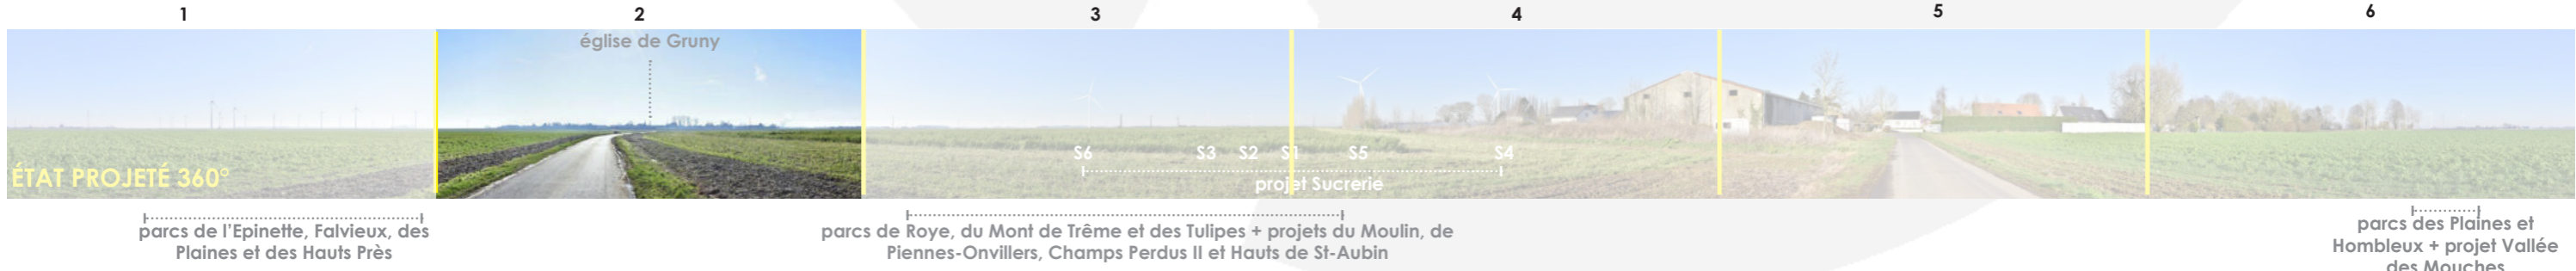 1 2 3 4 5 6
église de Gruny
S6 S3 S2 S1 S5 S4
projet Sucrerie
ÉTAT PROJETÉ 360°
parcs de l'Epinette, Falvieux, des
Plaines et des Hauts Près
parcs de Roye, du Mont de Trême et des Tulipes + projets du Moulin, de
Piennes-Onvillers, Champs Perdus II et Hauts de St-Aubin
parcs des Plaines et
Hombleux + projet Vallée
des Mouches